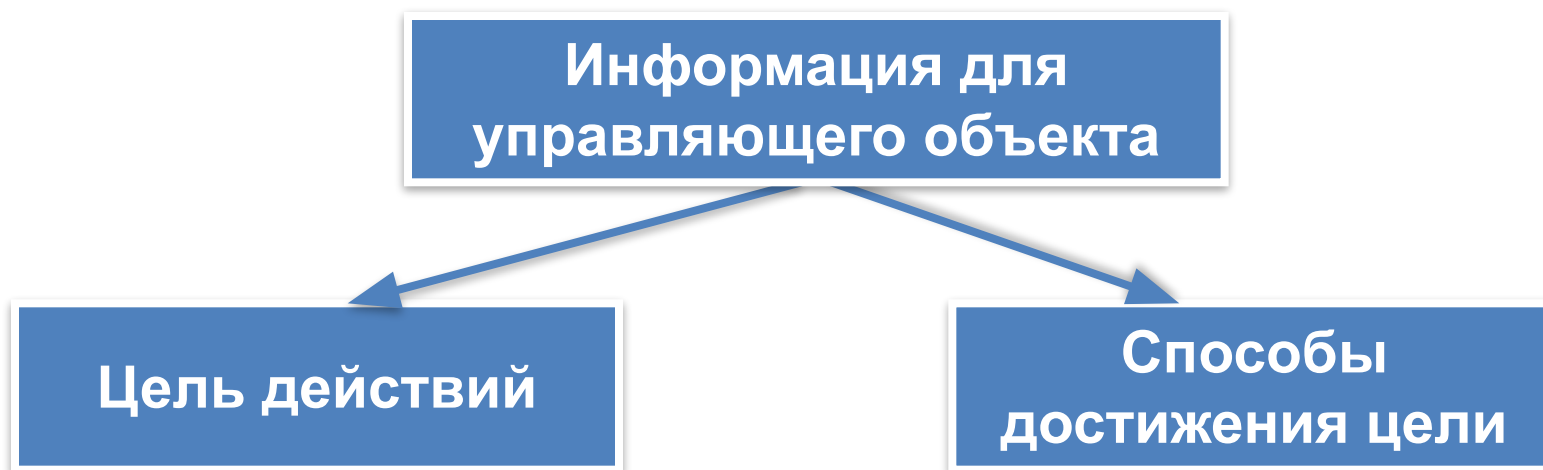 Информация для
управляющего объекта
Цель действий
Способы
достижения цели